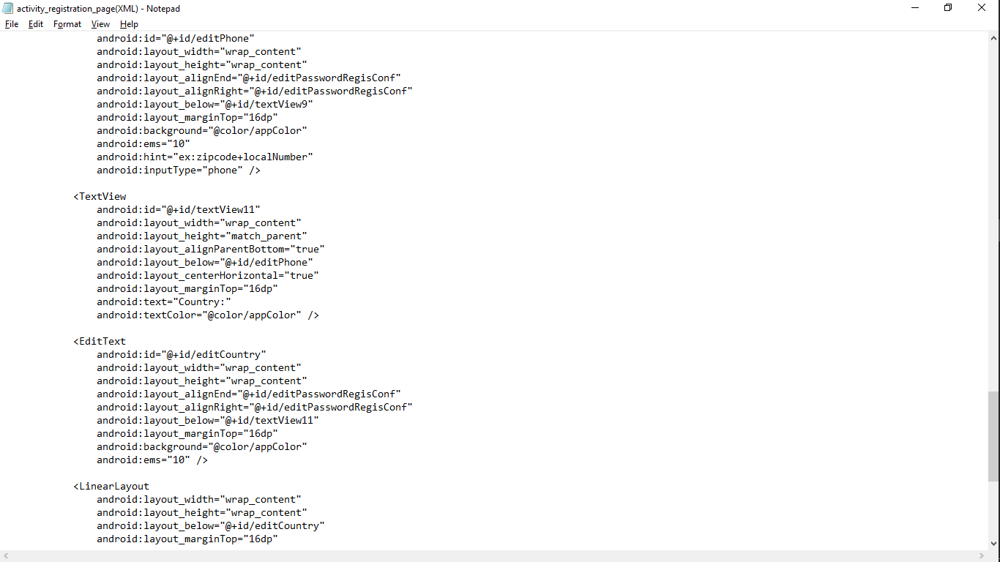 activity_registration_page(XML) - Notepad
File Edit Format View Help
android:id="@+id/editPhone"
android:layout_width="wrap_content"
android:layout_height="wrap_content"
android:layout_alignEnd="@+id/editPasswordRegisConf"
android:layout_alignRight="@+id/editPasswordRegisConf"
android:layout_below="@+id/textView9"
android:layout_marginTop="16dp"
android:background="@color/appColor"
android:ems="10"
android:hint="ex:zipcode+localNumber"
android:inputType="phone" />
<TextView
android:id="@+id/textView11"
android:layout_width="wrap_content"
android:layout_height="match_parent"
android:layout_alignParentBottom="true"
android:layout_below="@+id/editPhone"
android:layout_centerHorizontal="true"
android:layout_marginTop="16dp"
android:text="Country:"
android:textColor="@color/appColor" />
<EditText
android:id="@+id/editCountry"
android:layout_width="wrap_content"
android:layout_height="wrap_content"
android:layout_alignEnd="@+id/editPasswordRegisConf"
android:layout_alignRight="@+id/editPasswordRegisConf"
android:layout_below="@+id/textView11"
android:layout_marginTop="16dp"
android:background="@color/appColor"
android:ems="10" />
<LinearLayout
android:layout_width="wrap_content"
android:layout_height="wrap_content"
android:layout_below="@+id/editCountry"
android:layout_marginTop="16dp"